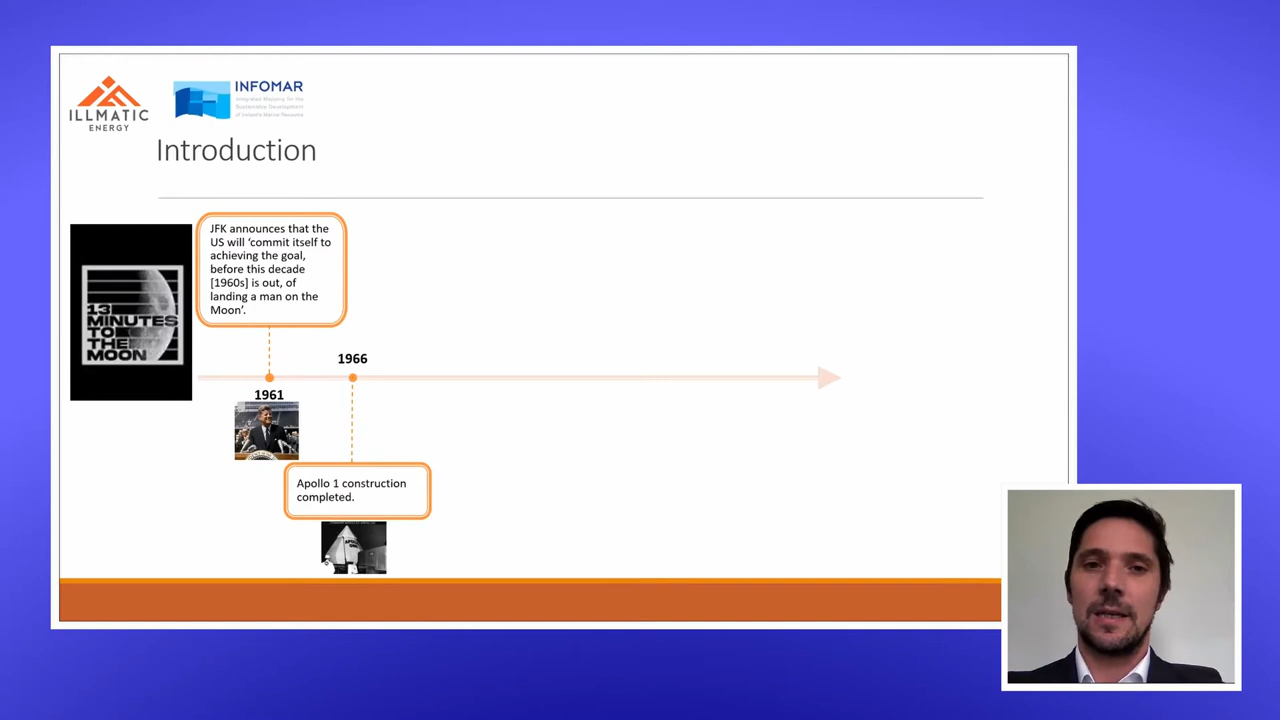 ILLMATIC
ENERGY
INFOMAR
Integrated Mapping for the
Sustainable Development
of Ireland's Marine Resource
Introduction
13
MINUTES
TO
THE
MOON
JFK announces that the
US will ‘commit itself to
achieving the goal,
before this decade
[1960s] is out, of
landing a man on the
Moon’.
1966
1961
Apollo 1 construction
completed.